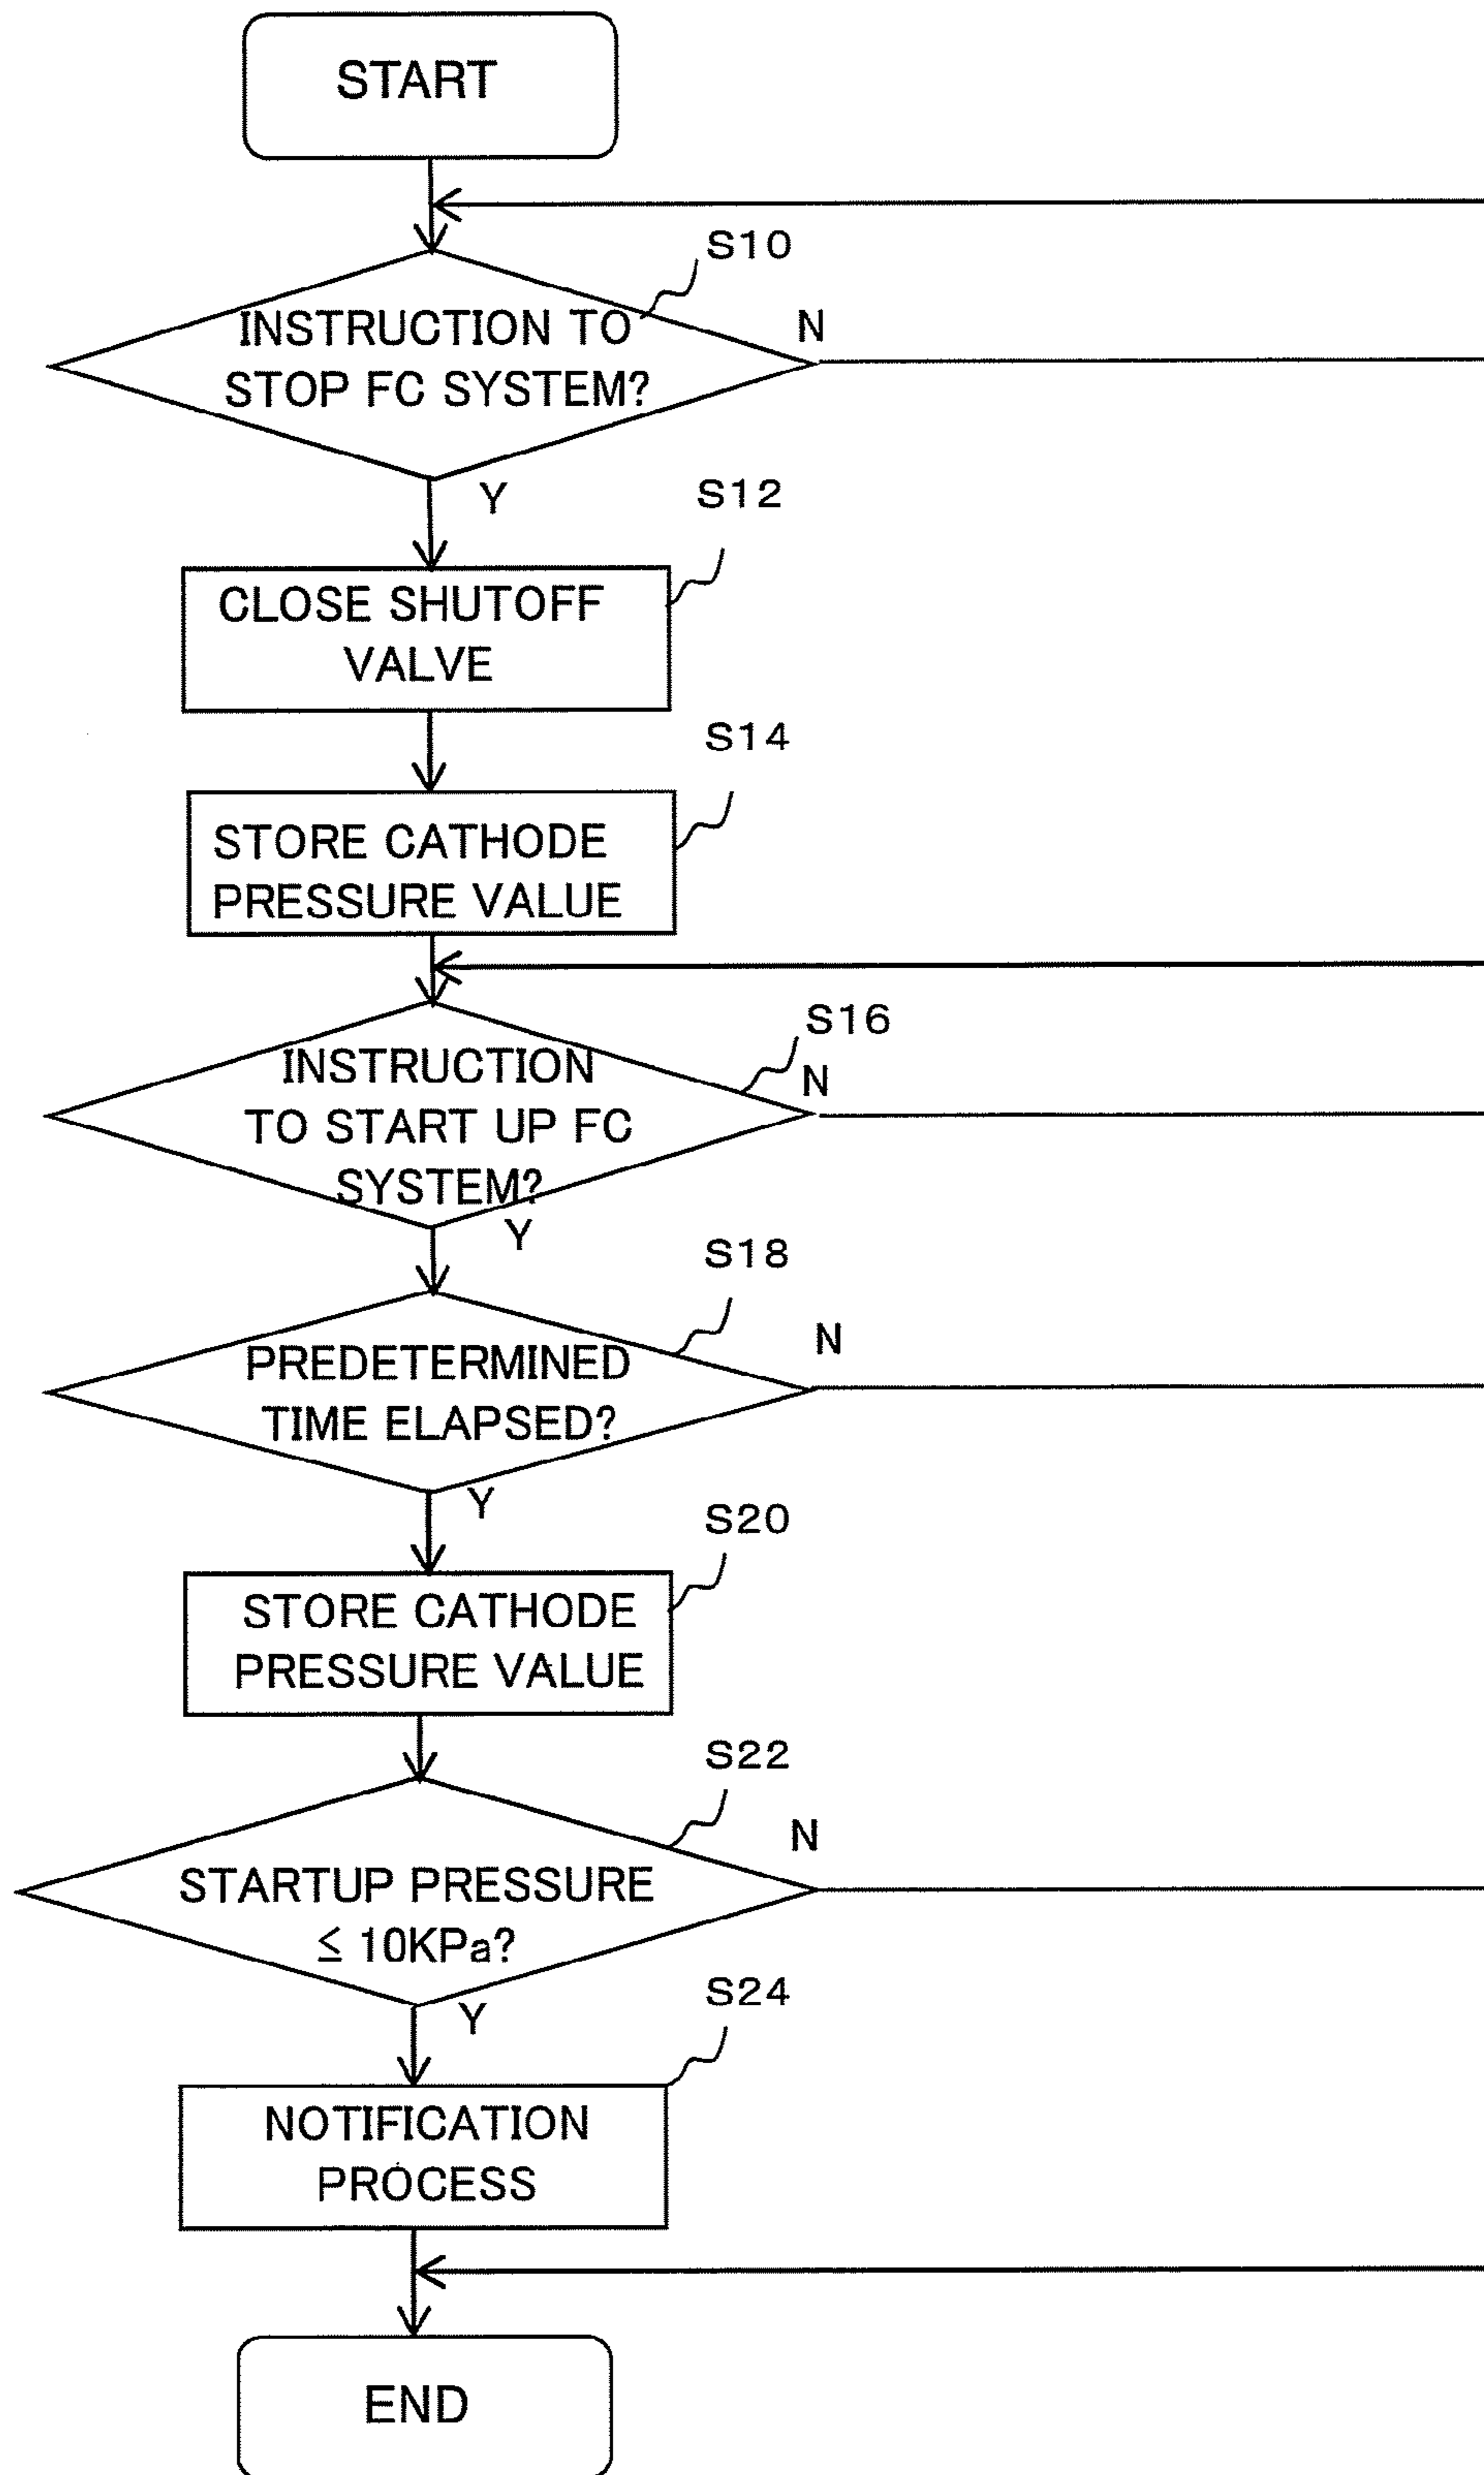 START
S10
INSTRUCTION TO
N
STOP FC SYSTEM?
Y
S12
CLOSE SHUTOFF
VALVE
S14
STORE CATHODE
PRESSURE VALUE
S16
INSTRUCTION
N
TO START UP FC
SYSTEM?
Y
S18
N
PREDETERMINED
TIME ELAPSED?
Y
S20
STORE CATHODE
PRESSURE VALUE
S22
N
STARTUP PRESSURE
≦ 10KPa?
S24
Y
NOTIFICATION
PROCESS
END